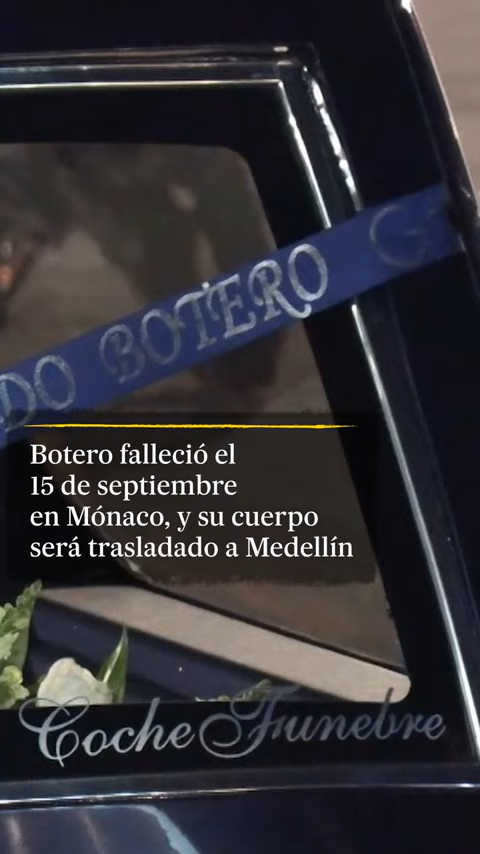 DO BOTERO G
Botero falleció el
15 de septiembre
en Mónaco, y su cuerpo
será trasladado a Medellín
Coche Funebre